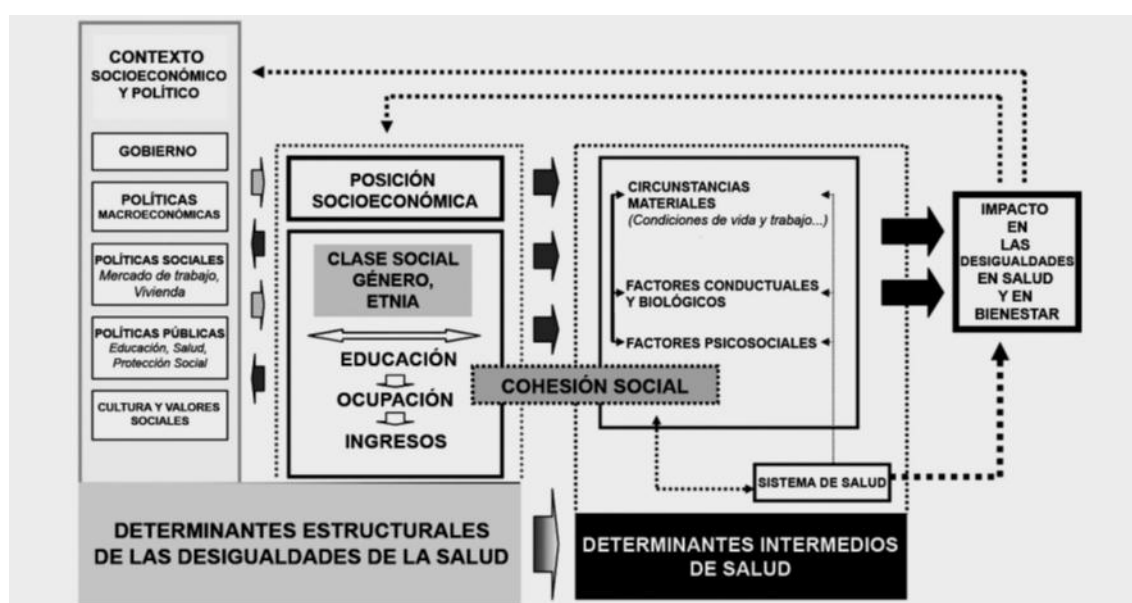 CONTEXTO
SOCIOECONÓMICO
Y POLÍTICO
GOBIERNO
POLÍTICAS
MACROECONÓMICAS
POLÍTICAS SOCIALES
Mercado de trabajo,
Vivienda
POLÍTICAS PÚBLICAS
Educación, Salud,
Protección Social
CULTURA Y VALORES
SOCIALES
POSICIÓN
SOCIOECONÓMICA
CLASE SOCIAL
GÉNERO,
ETNIA
EDUCACIÓN
OCUPACIÓN
INGRESOS
COHESIÓN SOCIAL
CIRCUNSTANCIAS
MATERIALES
(Condiciones de vida y trabajo...)
FACTORES CONDUCTUALES
Y BIOLÓGICOS
FACTORES PSICOSOCIALES
SISTEMA DE SALUD
IMPACTO
EN
LAS
DESIGUALDADES
EN SALUD
Y EN
BIENESTAR
DETERMINANTES ESTRUCTURALES
DE LAS DESIGUALDADES DE LA SALUD
DETERMINANTES INTERMEDIOS
DE SALUD